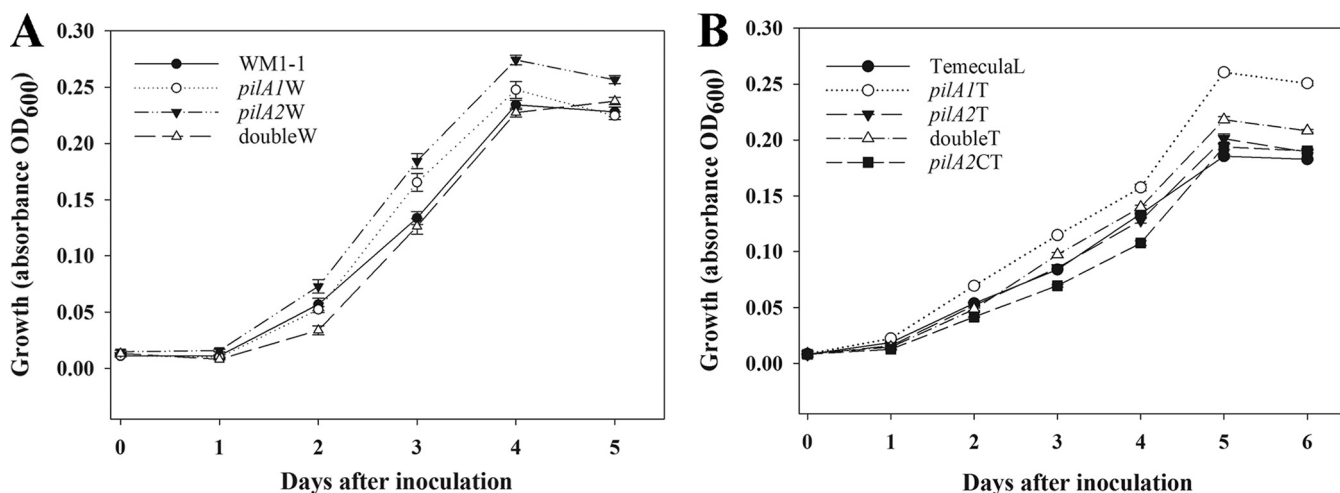 A
Growth (absorbance OD600)
0.30
0.25
0.20
0.15
0.10
0.05
0.00
WM1-1
pilA1W
pilA2W
doubleW
0 1 2 3 4 5
Days after inoculation
B
Growth (absorbance OD600)
0.30
0.25
0.20
0.15
0.10
0.05
0.00
TemeculaL
pilA1T
pilA2T
doubleT
pilA2CT
0 1 2 3 4 5 6
Days after inoculation